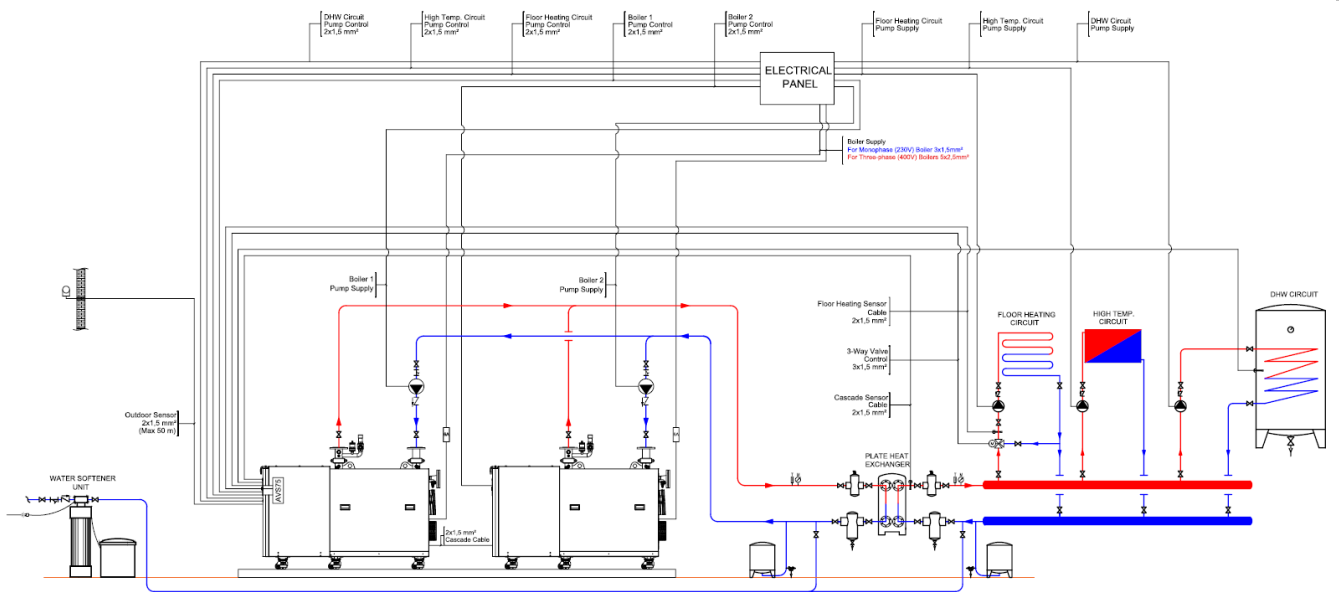 DHW Circuit
Pump Control
2x1,5 mm²
High Temp. Circuit
Pump Control
2x1,5 mm²
Floor Heating Circuit
Pump Control
2x1,5 mm²
Boiler 1
Pump Control
2x1,5 mm²
Boiler 2
Pump Control
2x1,5 mm²
Floor Heating Circuit
Pump Supply
High Temp. Circuit
Pump Supply
DHW Circuit
Pump Supply
ELECTRICAL
PANEL
Boiler Supply
For Monophase (230V) Boiler 3x1,5mm²
For Three-phase (400V) Boilers 5x2,5mm²
Boiler 1
Pump Supply
Boiler 2
Pump Supply
Floor Heating Sensor
Cable
2x1,5 mm²
3-Way Valve
Control
3x1,5 mm²
Cascade Sensor
Cable
2x1,5 mm²
FLOOR HEATING
CIRCUIT
HIGH TEMP.
CIRCUIT
DHW CIRCUIT
Outdoor Sensor
2x1,5 mm²
(Max 50 m)
WATER SOFTENER
UNIT
AVS75
2x1,5 mm²
Cascade Cable
PLATE HEAT
EXCHANGER